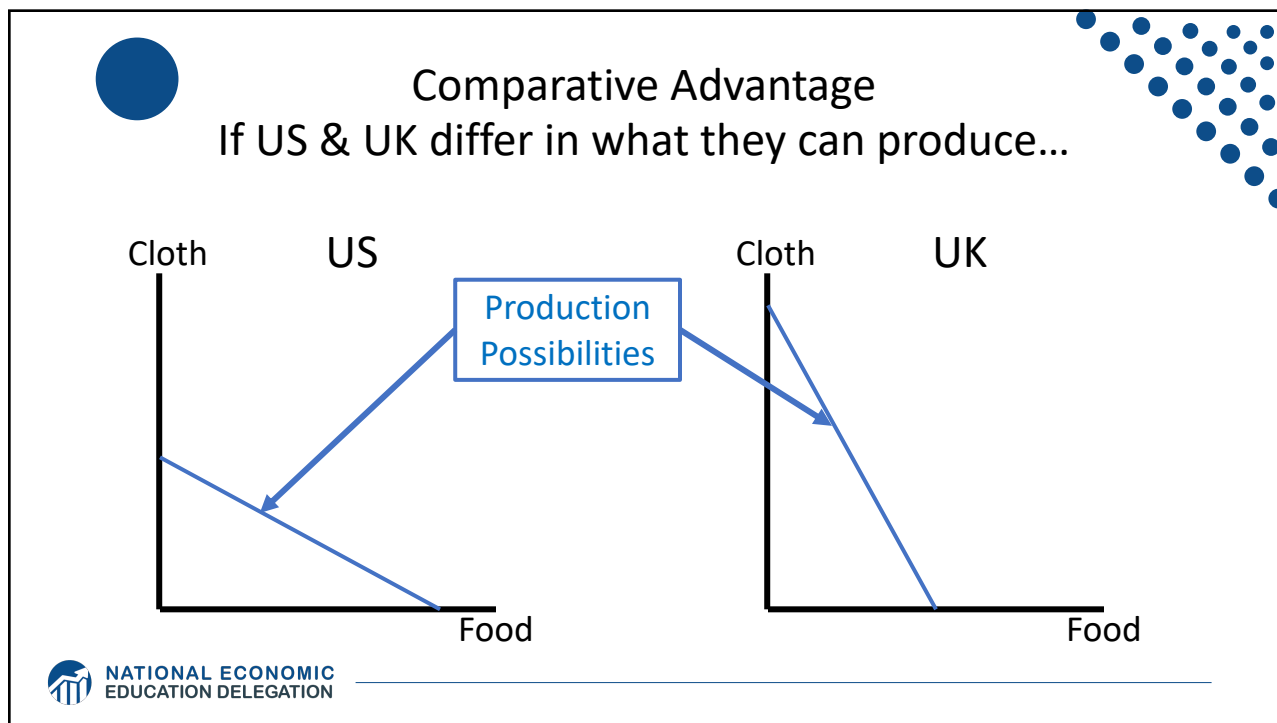 Comparative Advantage
If US & UK differ in what they can produce…
Cloth
US
Production
Possibilities
Food
Cloth
UK
Food
NATIONAL ECONOMIC
EDUCATION DELEGATION